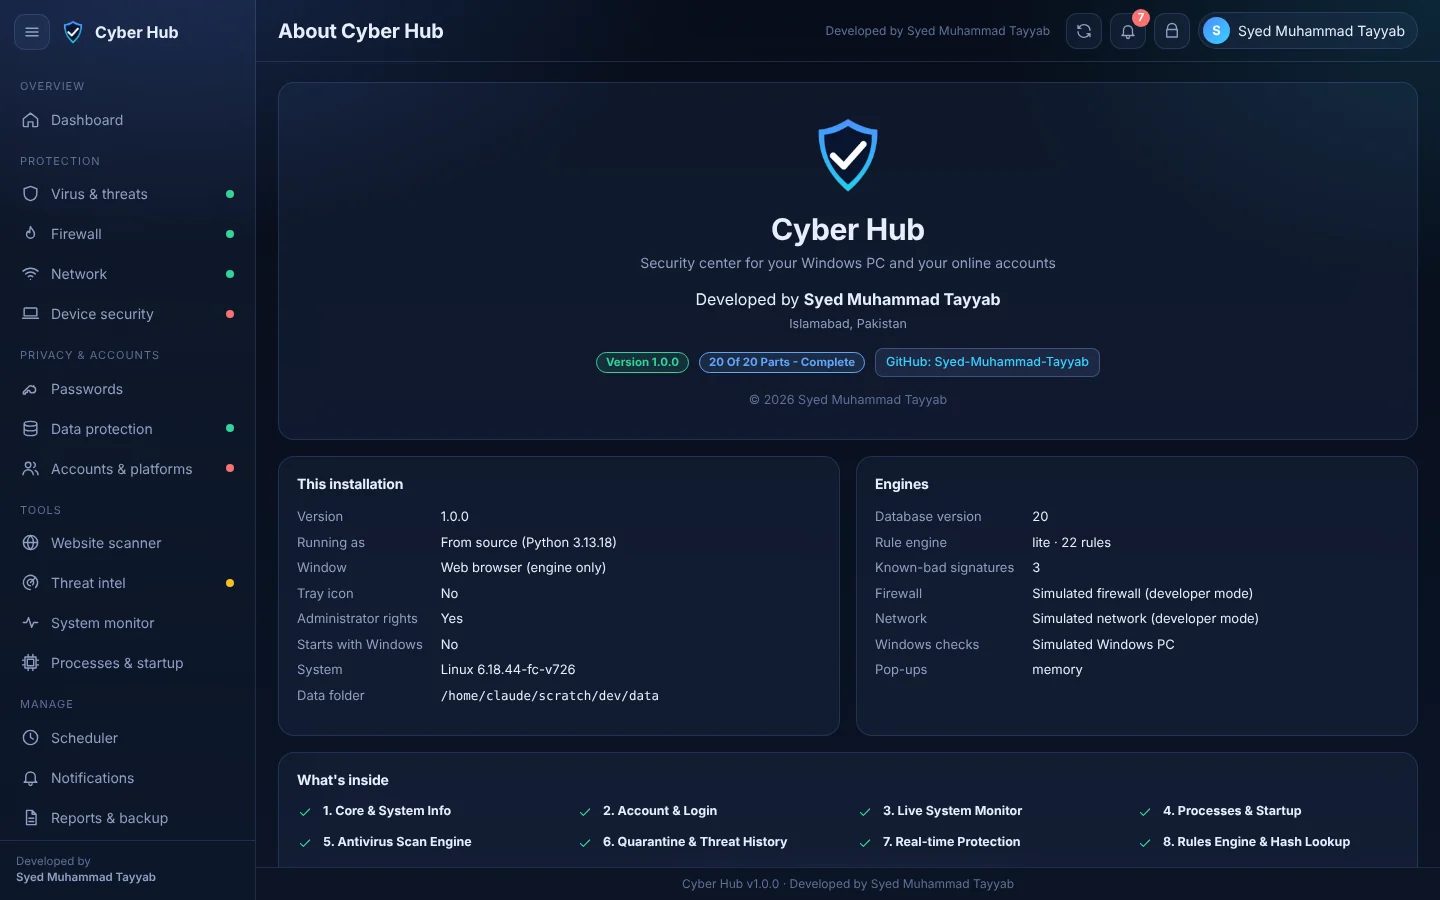 Cyber Hub
OVERVIEW
Dashboard
PROTECTION
Virus & threats
Firewall
Network
Device security
PRIVACY & ACCOUNTS
Passwords
Data protection
Accounts & platforms
TOOLS
Website scanner
Threat intel
System monitor
Processes & startup
MANAGE
Scheduler
Notifications
Reports & backup
Developed by
Syed Muhammad Tayyab
About Cyber Hub
Developed by Syed Muhammad Tayyab
7
S
Syed Muhammad Tayyab
Cyber Hub
Security center for your Windows PC and your online accounts
Developed by Syed Muhammad Tayyab
Islamabad, Pakistan
Version 1.0.0
20 Of 20 Parts - Complete
GitHub: Syed-Muhammad-Tayyab
© 2026 Syed Muhammad Tayyab
This installation
Version 1.0.0
Running as From source (Python 3.13.18)
Window Web browser (engine only)
Tray icon No
Administrator rights Yes
Starts with Windows No
System Linux 6.18.44-fc-v726
Data folder /home/claude/scratch/dev/data
Engines
Database version 20
Rule engine lite · 22 rules
Known-bad signatures 3
Firewall Simulated firewall (developer mode)
Network Simulated network (developer mode)
Windows checks Simulated Windows PC
Pop-ups memory
What's inside
1. Core & System Info
2. Account & Login
3. Live System Monitor
4. Processes & Startup
5. Antivirus Scan Engine
6. Quarantine & Threat History
7. Real-time Protection
8. Rules Engine & Hash Lookup
Cyber Hub v1.0.0 · Developed by Syed Muhammad Tayyab